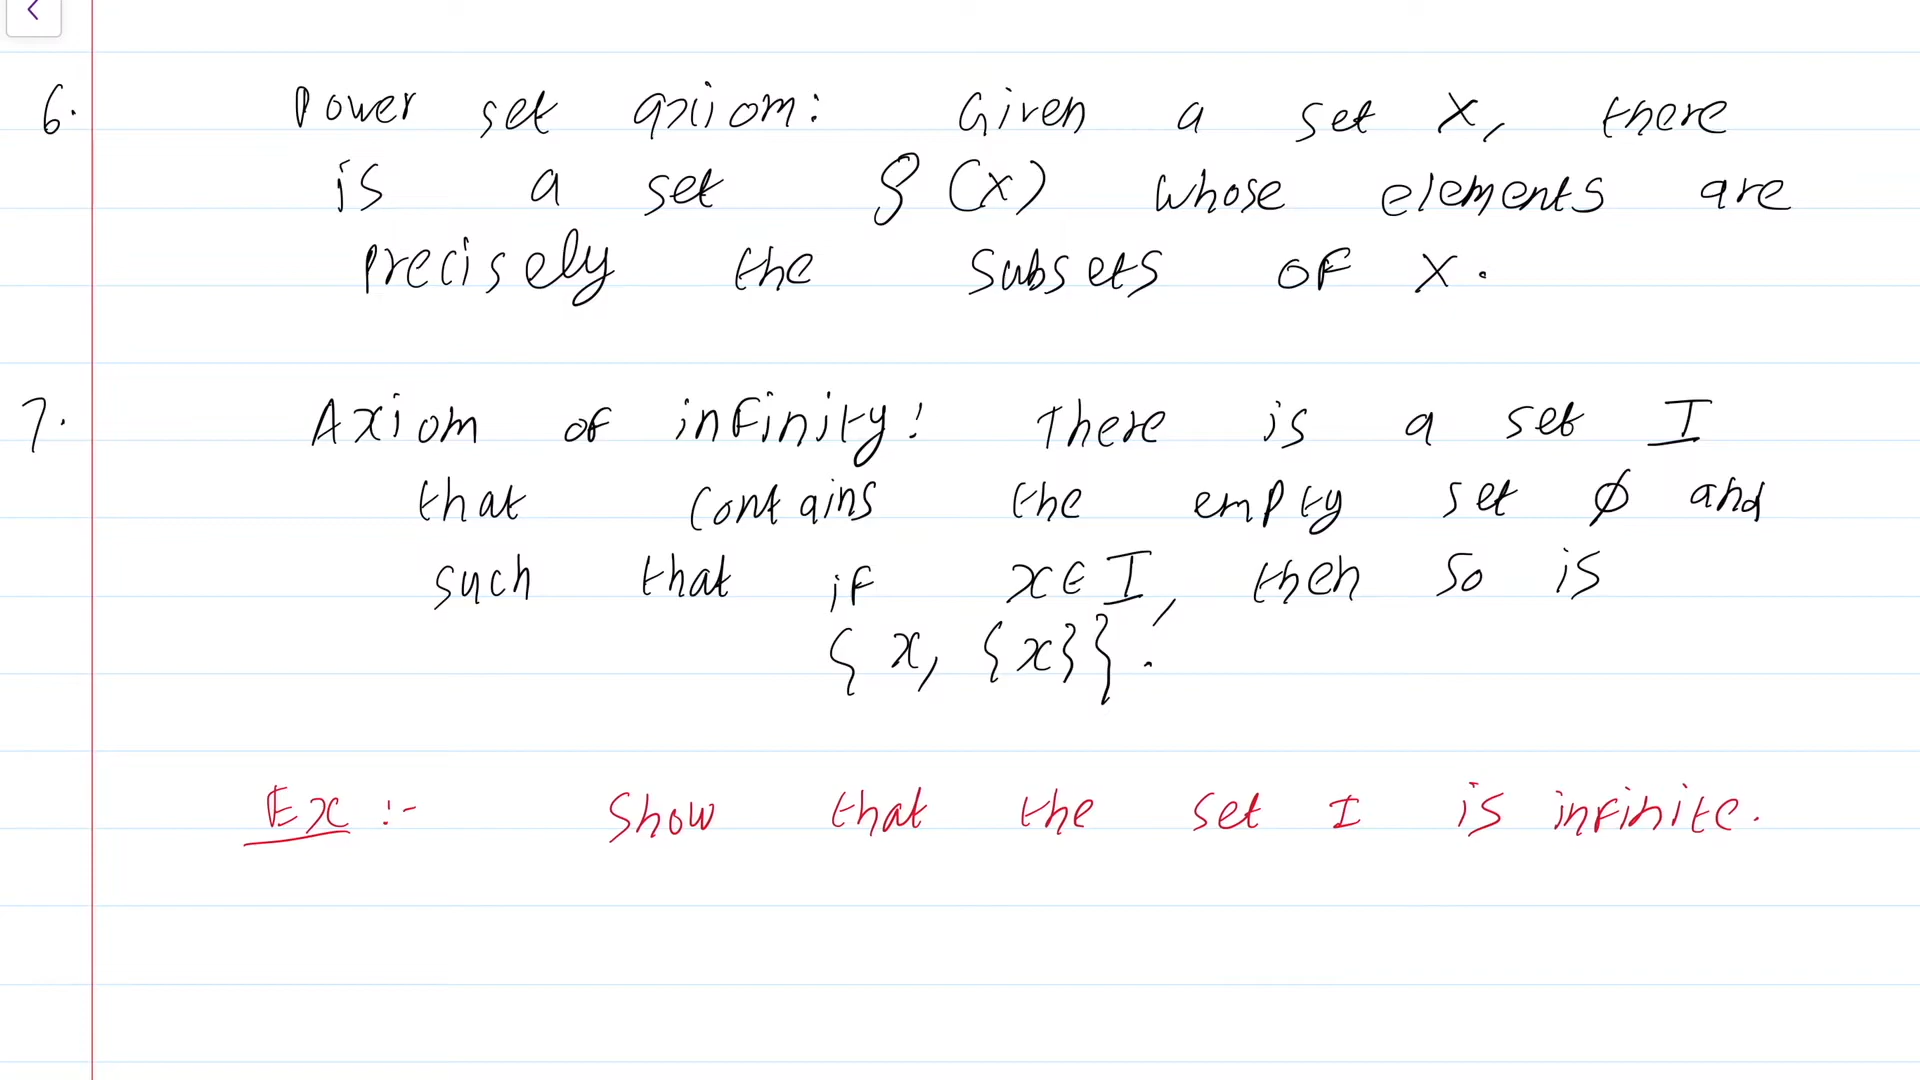 6. Power set axiom: Given a set X, there
is a set ℘(X) whose elements are
precisely the subsets of X.
7. Axiom of infinity: There is a set I
that contains the empty set ∅ and
such that if x∈I, then so is
{x, {x}}.
Ex :- Show that the set I is infinite.